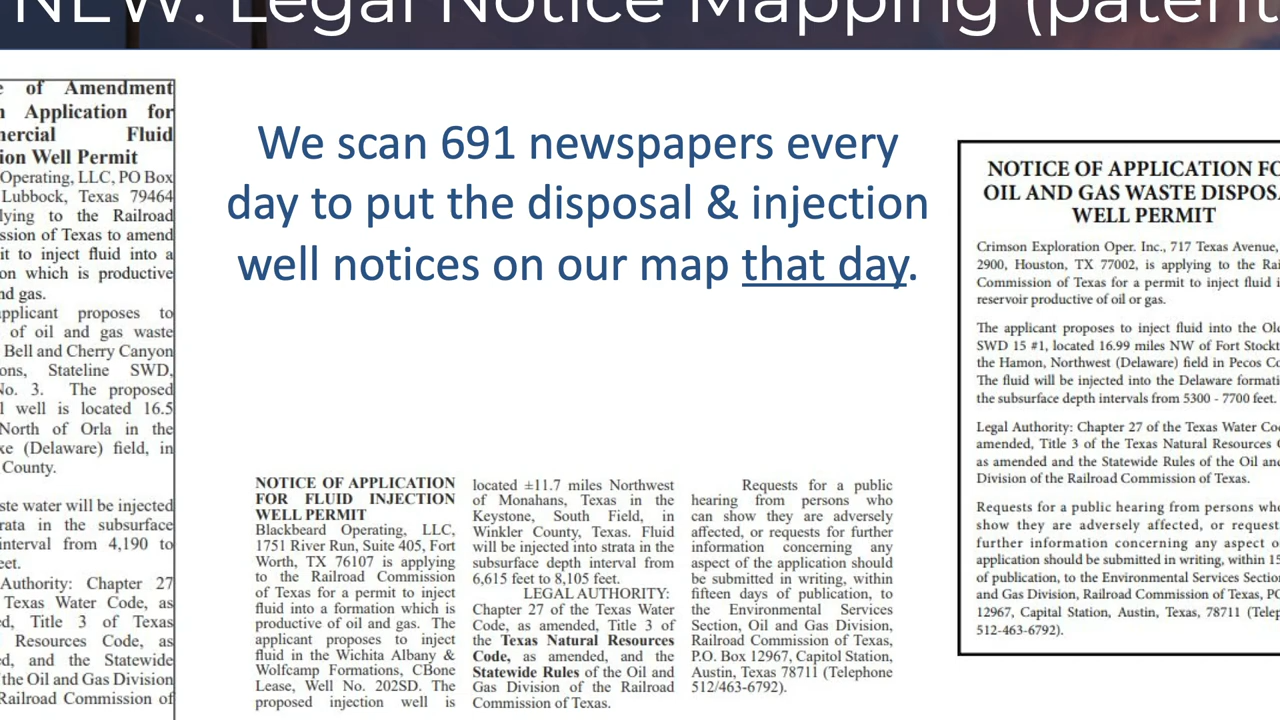 NEW: Legal Notice Mapping (patent
e of Amendment
Application for
Fluid
Well Permit
Operating, LLC, PO Box
Lubbock, Texas 79464
to the Railroad
of Texas to amend
it to inject fluid into a
which is productive
gas.
applicant proposes to
of oil and gas waste
Bell and Cherry Canyon
Stateline SWD,
No. 3. The proposed
well is located 16.5
North of Orla in the
(Delaware) field, in
County.
water will be injected
in the subsurface
interval from 4,190 to
Authority: Chapter 27
Texas Water Code, as
Title 3 of Texas
Resources Code, as
and the Statewide
the Oil and Gas Division
Railroad Commission of
We scan 691 newspapers every
day to put the disposal & injection
well notices on our map that day.
NOTICE OF APPLICATION
FOR FLUID INJECTION
WELL PERMIT
Blackbeard Operating, LLC,
1751 River Run, Suite 405, Fort
Worth, TX 76107 is applying
to the Railroad Commission
of Texas for a permit to inject
fluid into a formation which is
productive of oil and gas. The
applicant proposes to inject
fluid in the Wichita Albany &
Wolfcamp Formations, CBone
Lease, Well No. 202SD. The
proposed injection well is
located ±11.7 miles Northwest
of Monahans, Texas in the
Keystone, South Field, in
Winkler County, Texas. Fluid
will be injected into strata in the
subsurface depth interval from
6,615 feet to 8,105 feet.
LEGAL AUTHORITY:
Chapter 27 of the Texas Water
Code, as amended, Title 3 of
the Texas Natural Resources
Code, as amended, and the
Statewide Rules of the Oil and
Gas Division of the Railroad
Commission of Texas.
Requests for a public
hearing from persons who
can show they are adversely
affected, or requests for further
information concerning any
aspect of the application should
be submitted in writing, within
fifteen days of publication, to
the Environmental Services
Section, Oil and Gas Division,
Railroad Commission of Texas,
P.O. Box 12967, Capitol Station,
Austin, Texas 78711 (Telephone
512/463-6792).
NOTICE OF APPLICATION FO
OIL AND GAS WASTE DISPOSA
WELL PERMIT
Crimson Exploration Oper. Inc., 717 Texas Avenue,
2900, Houston, TX 77002, is applying to the Rai
Commission of Texas for a permit to inject fluid i
reservoir productive of oil or gas.
The applicant proposes to inject fluid into the Ol
SWD 15 #1, located 16.99 miles NW of Fort Stockt
the Hamon, Northwest (Delaware) field in Pecos Co
The fluid will be injected into the Delaware formati
the subsurface depth intervals from 5300 - 7700 feet.
Legal Authority: Chapter 27 of the Texas Water Co
amended, Title 3 of the Texas Natural Resources
as amended and the Statewide Rules of the Oil an
Division of the Railroad Commission of Texas.
Requests for a public hearing from persons wh
show they are adversely affected, or request
further information concerning any aspect o
application should be submitted in writing, within 15
of publication, to the Environmental Services Section
and Gas Division, Railroad Commission of Texas, PO
12967, Capital Station, Austin, Texas, 78711 (Telep
512-463-6792).